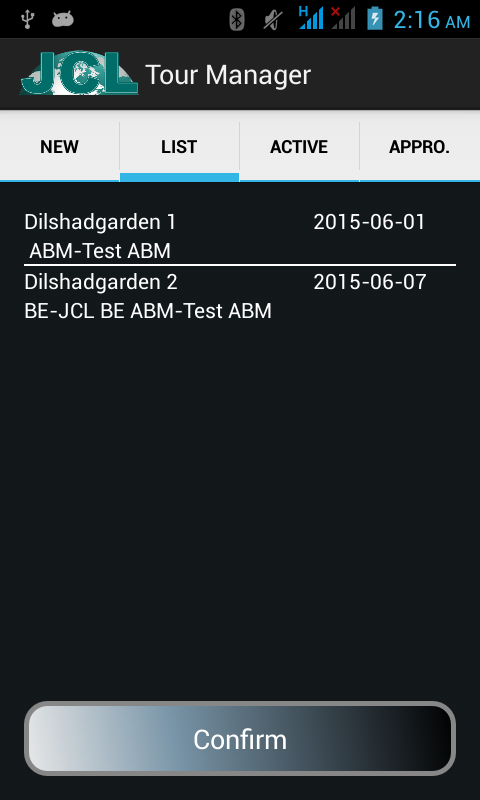 H 2:16 AM
JCL Tour Manager
NEW LIST ACTIVE APPRO.
Dilshadgarden 1 2015-06-01
ABM-Test ABM
Dilshadgarden 2 2015-06-07
BE-JCL BE ABM-Test ABM
Confirm